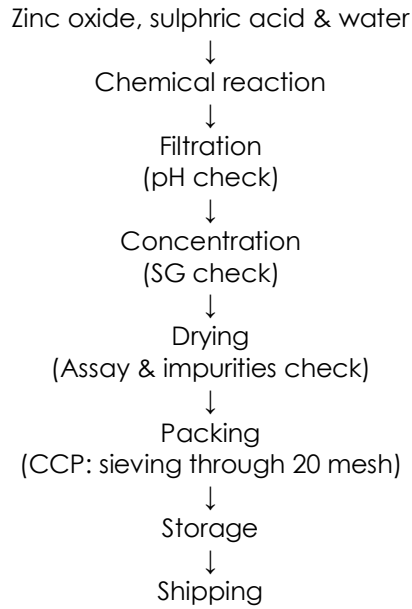 Zinc oxide, sulphric acid & water
↓
Chemical reaction
↓
Filtration
(pH check)
↓
Concentration
(SG check)
↓
Drying
(Assay & impurities check)
↓
Packing
(CCP: sieving through 20 mesh)
↓
Storage
↓
Shipping